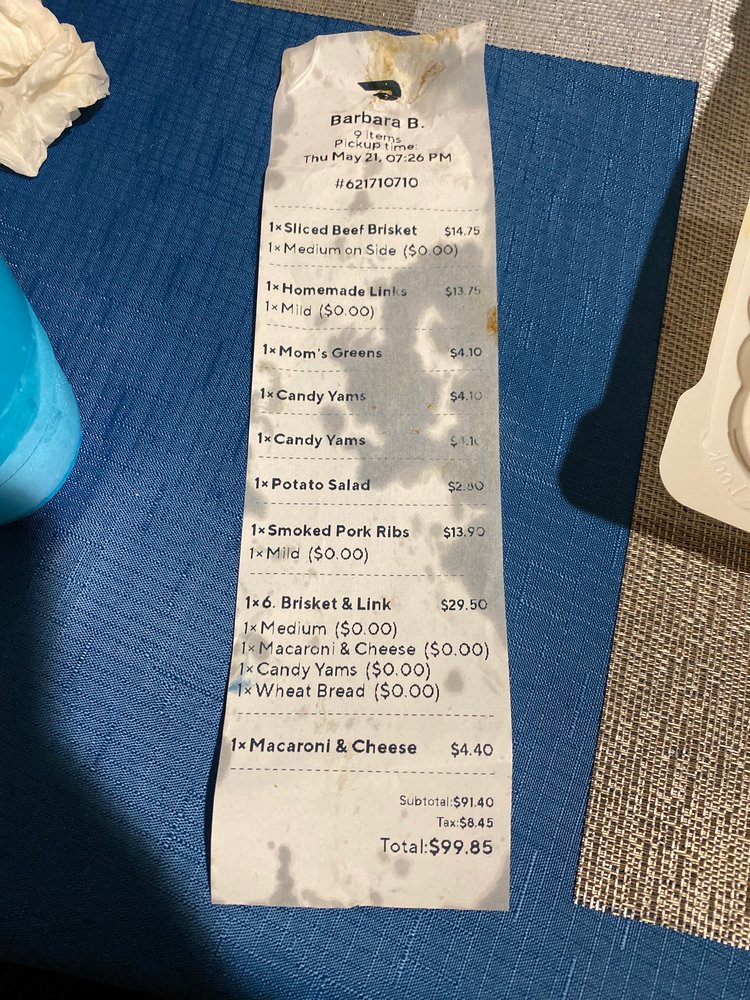 Barbara B.
9 items
Pickup time:
Thu May 21, 07:26 PM
#621710710
1× Sliced Beef Brisket $14.75
1× Medium on Side ($0.00)
1× Homemade Links $13.75
1× Mild ($0.00)
1× Mom's Greens $4.10
1× Candy Yams $4.10
1× Candy Yams $4.10
1× Potato Salad $2.80
1× Smoked Pork Ribs $13.90
1× Mild ($0.00)
1× 6. Brisket & Link $29.50
1× Medium ($0.00)
1× Macaroni & Cheese ($0.00)
1× Candy Yams ($0.00)
1× Wheat Bread ($0.00)
1× Macaroni & Cheese $4.40
Subtotal:$91.40
Tax:$8.45
Total:$99.85